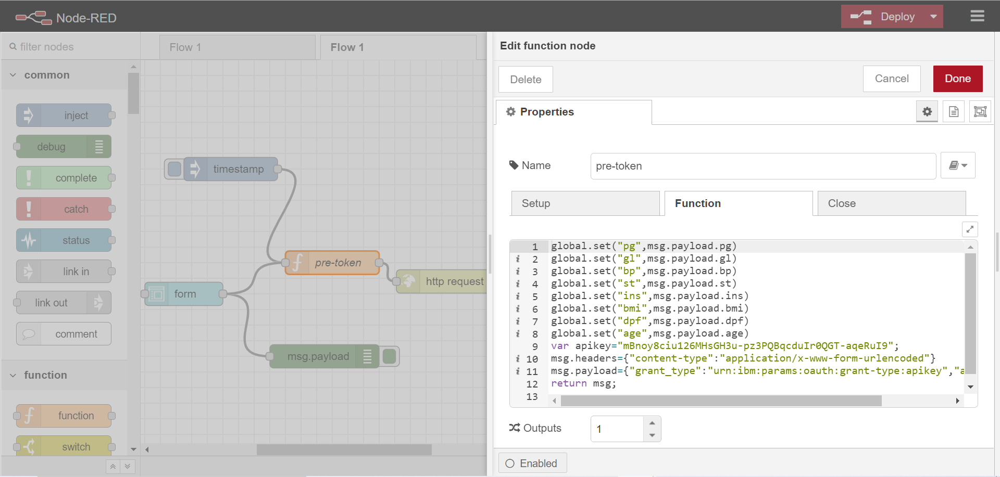 Node-RED
Deploy
filter nodes
Flow 1
Flow 1
common
inject
debug
complete
catch
status
link in
link out
comment
function
function
switch
timestamp
pre-token
http request
form
msg.payload
Edit function node
Delete
Cancel
Done
Properties
Name
pre-token
Setup
Function
Close
1 global.set("pg",msg.payload.pg)
i 2 global.set("gl",msg.payload.gl)
i 3 global.set("bp",msg.payload.bp)
i 4 global.set("st",msg.payload.st)
i 5 global.set("ins",msg.payload.ins)
i 6 global.set("bmi",msg.payload.bmi)
i 7 global.set("dpf",msg.payload.dpf)
i 8 global.set("age",msg.payload.age)
9 var apikey="mBnoy8ciu126MHsGH3u-pz3PQBqcduIr0QGT-aqeRuI9";
i 10 msg.headers={"content-type":"application/x-www-form-urlencoded"}
i 11 msg.payload={"grant_type":"urn:ibm:params:oauth:grant-type:apikey","a
12 return msg;
13
Outputs
1
Enabled